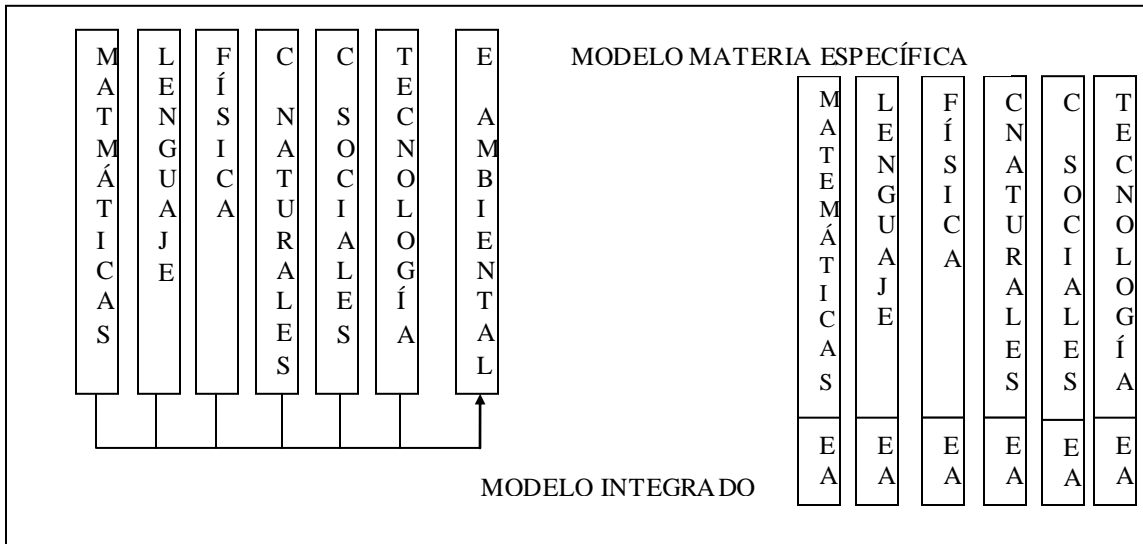 MATMÁTICAS
LENGUAJE
FÍSICA
C NATURALES
C SOCIALES
TECNOLOGÍA
E AMBIENTAL
MODELO MATERIA ESPECÍFICA
MATEMÁTICAS
LENGUAJE
FÍSICA
CNATURALES
C SOCIALES
TECNOLOGÍA
EA
EA
EA
EA
EA
EA
MODELO INTEGRADO